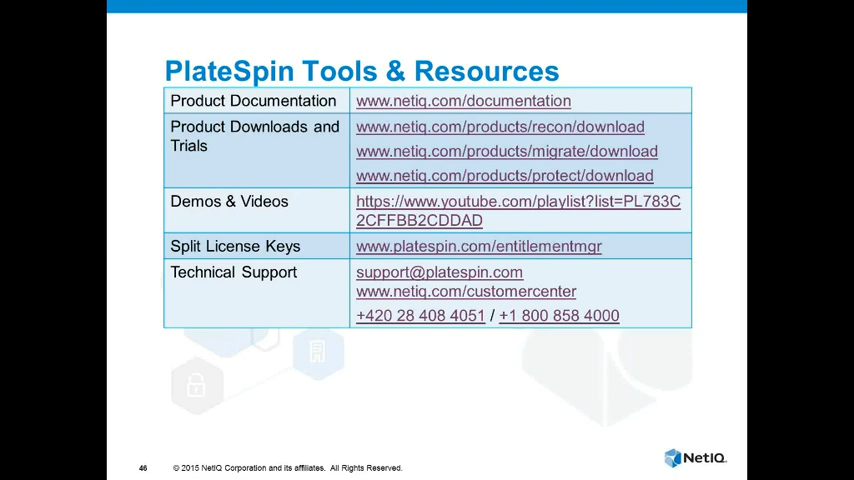 PlateSpin Tools & Resources
Product Documentation
www.netiq.com/documentation
Product Downloads and
Trials
www.netiq.com/products/recon/download
www.netiq.com/products/migrate/download
www.netiq.com/products/protect/download
Demos & Videos
https://www.youtube.com/playlist?list=PL783C
2CFFBB2CDDAD
Split License Keys
www.platespin.com/entitlementmgr
Technical Support
support@platespin.com
www.netiq.com/customercenter
+420 28 408 4051 / +1 800 858 4000
46
© 2015 NetIQ Corporation and its affiliates. All Rights Reserved.
NetIQ.